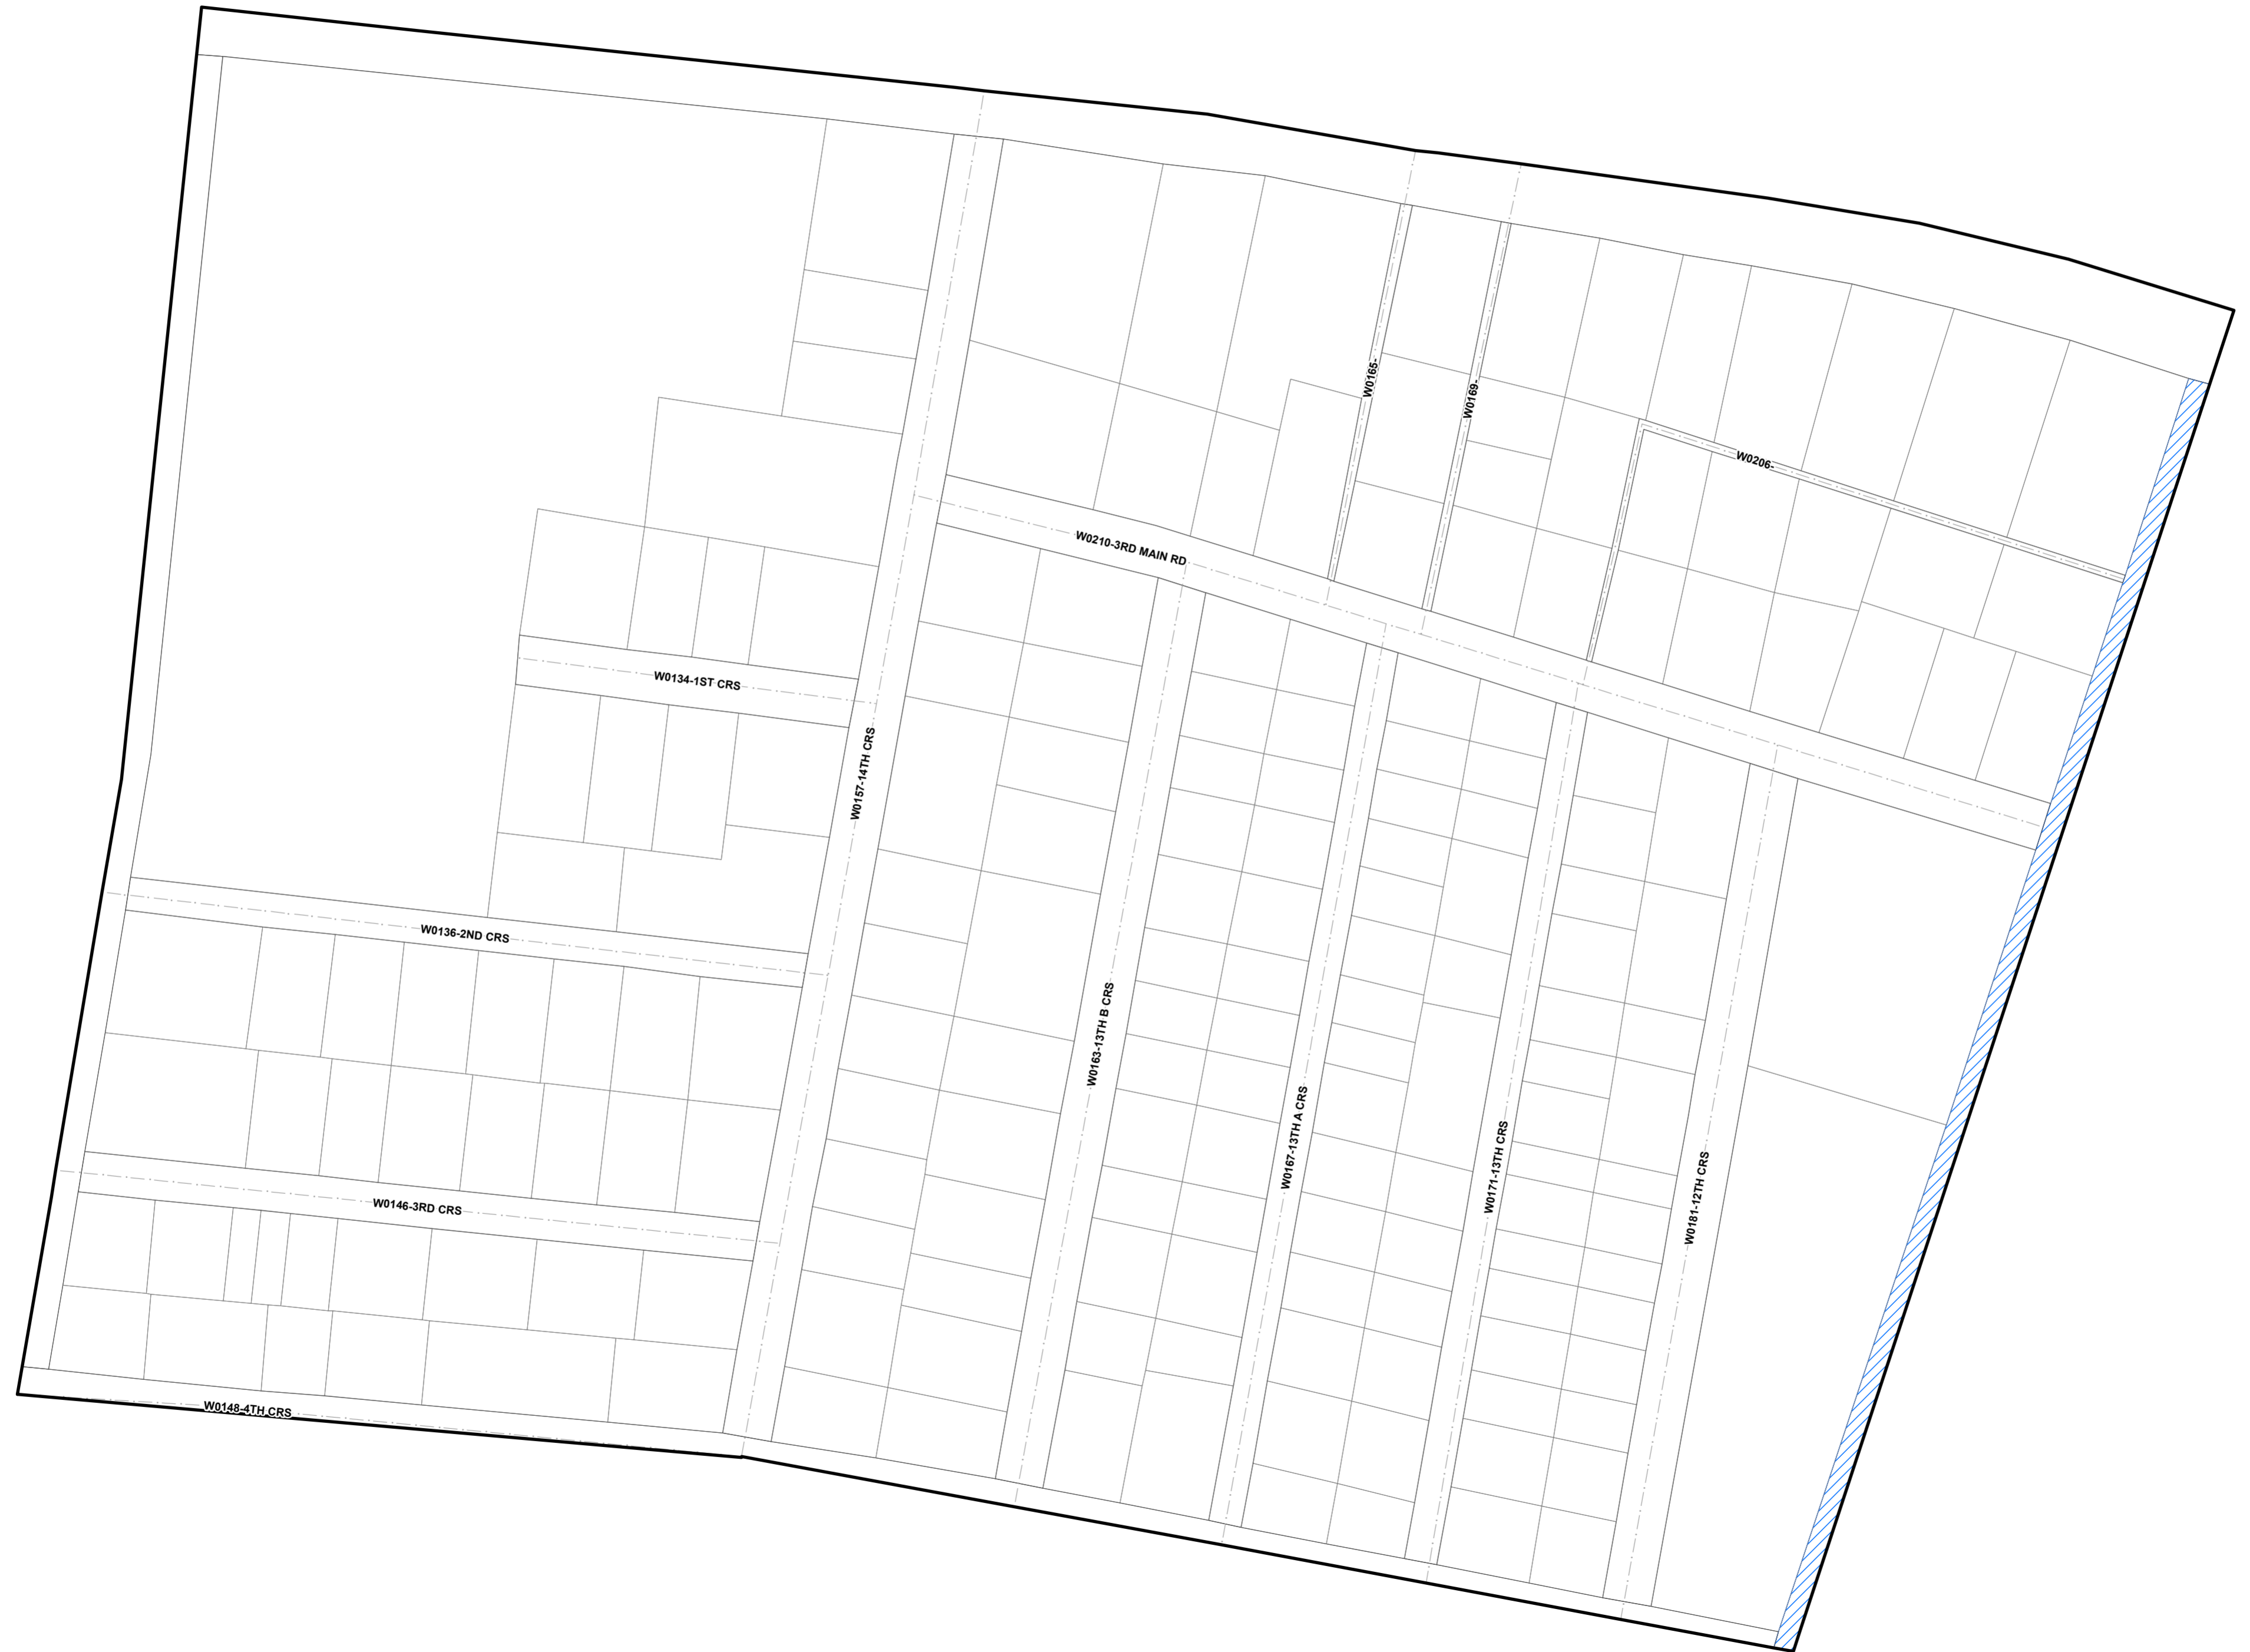 W0165-
W0169-
W0206-
W0210-3RD MAIN RD
W0134-1ST CRS
W0157-14TH CRS
W0136-2ND CRS
W0163-13TH B CRS
W0167-13TH A CRS
W0171-13TH CRS
W0181-12TH CRS
W0146-3RD CRS
W0148-4TH CRS